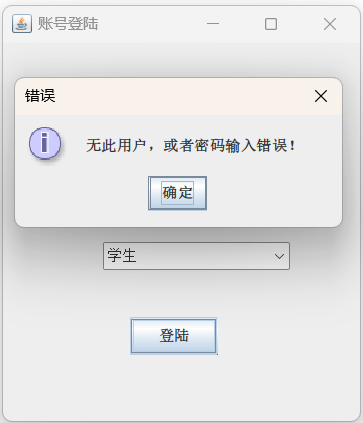 账号登陆
错误
无此用户，或者密码输入错误！
确定
学生
登陆